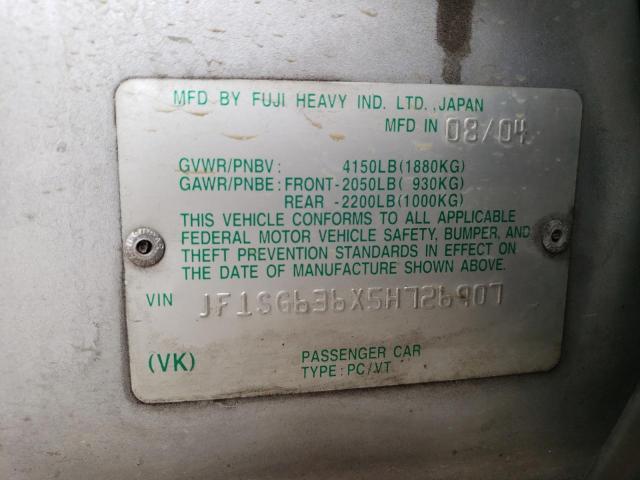 MFD BY FUJI HEAVY IND. LTD., JAPAN
MFD IN 08/04
GVWR/PNBV: 4150LB(1880KG)
GAWR/PNBE: FRONT-2050LB( 930KG)
REAR -2200LB(1000KG)
THIS VEHICLE CONFORMS TO ALL APPLICABLE
FEDERAL MOTOR VEHICLE SAFETY, BUMPER, AND
THEFT PREVENTION STANDARDS IN EFFECT ON
THE DATE OF MANUFACTURE SHOWN ABOVE.
VIN JF1SG636X5H726907
(VK) PASSENGER CAR
TYPE: PC/VT